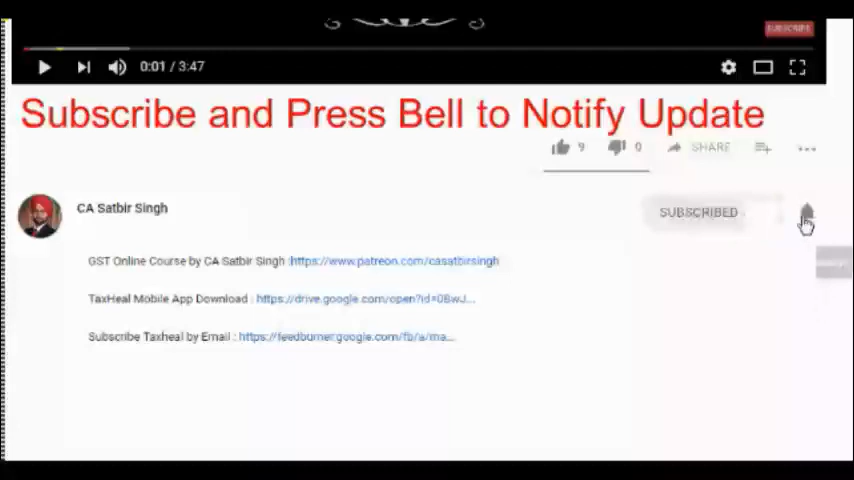 SUBSCRIBE
0:01 / 3:47
Subscribe and Press Bell to Notify Update
9 0 SHARE
CA Satbir Singh
SUBSCRIBED
GST Online Course by CA Satbir Singh :https://www.patreon.com/casatbirsingh
TaxHeal Mobile App Download : https://drive.google.com/open?id=0BwJ...
Subscribe Taxheal by Email : https://feedburner.google.com/fb/a/ma...